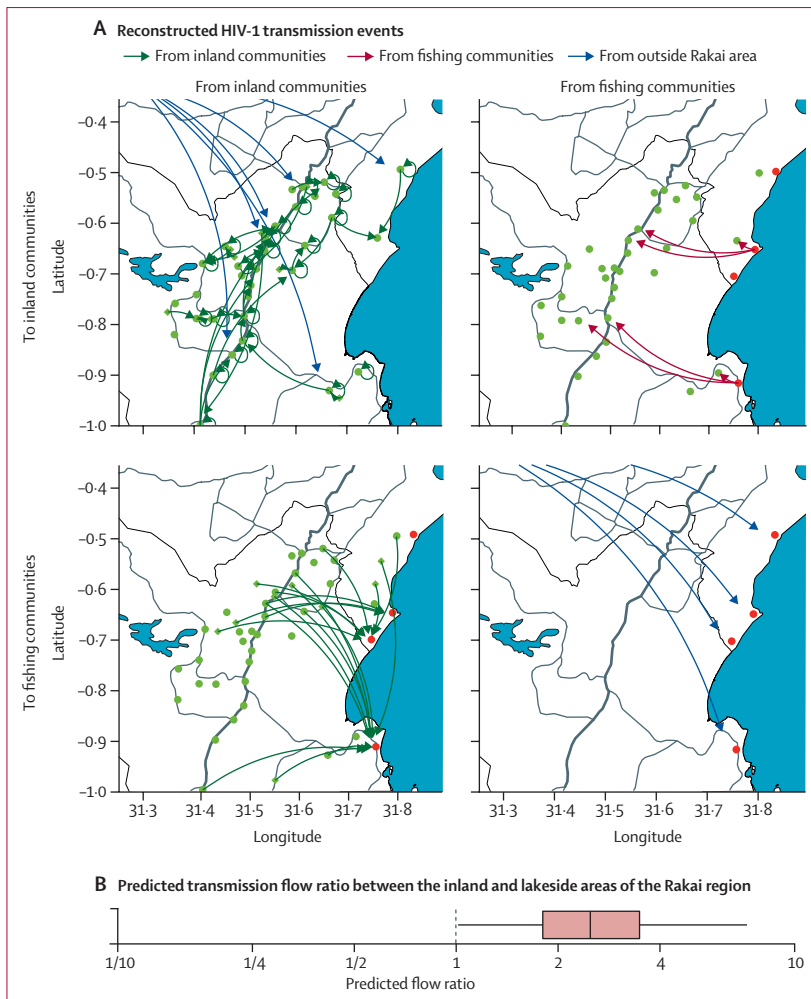 A Reconstructed HIV-1 transmission events
From inland communities From fishing communities From outside Rakai area
From inland communities From fishing communities
To inland communities
Latitude
–0·4
–0·5
–0·6
–0·7
–0·8
–0·9
–1·0
To fishing communities
Latitude
–0·4
–0·5
–0·6
–0·7
–0·8
–0·9
–1·0
31·3 31·4 31·5 31·6 31·7 31·8 31·3 31·4 31·5 31·6 31·7 31·8
Longitude Longitude
B Predicted transmission flow ratio between the inland and lakeside areas of the Rakai region
1/10 1/4 1/2 1 2 4 10
Predicted flow ratio